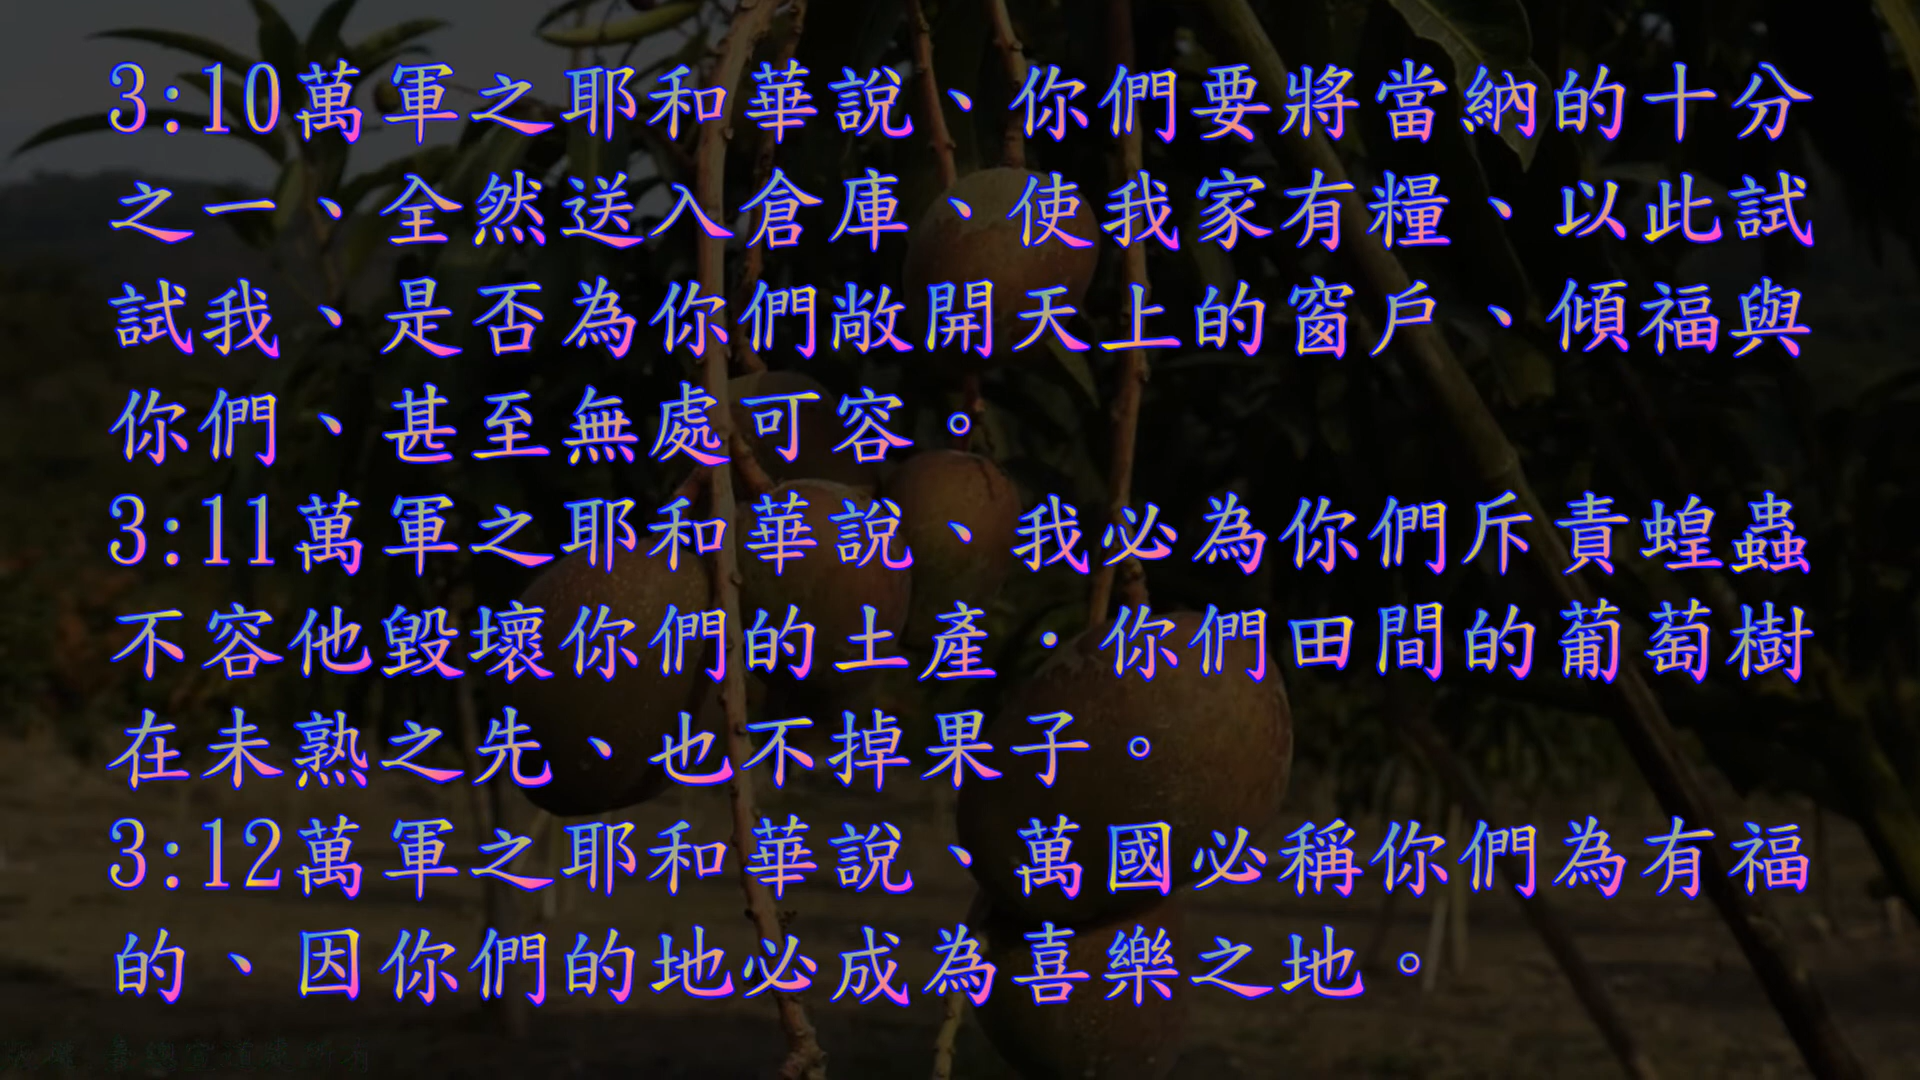 3:10萬軍之耶和華說、你們要將當納的十分
之一、全然送入倉庫、使我家有糧、以此試
試我、是否為你們敞開天上的窗戶、傾福與
你們、甚至無處可容。
3:11萬軍之耶和華說、我必為你們斥責蝗蟲
不容他毀壞你們的土產．你們田間的葡萄樹
在未熟之先、也不掉果子。
3:12萬軍之耶和華說、萬國必稱你們為有福
的、因你們的地必成為喜樂之地。